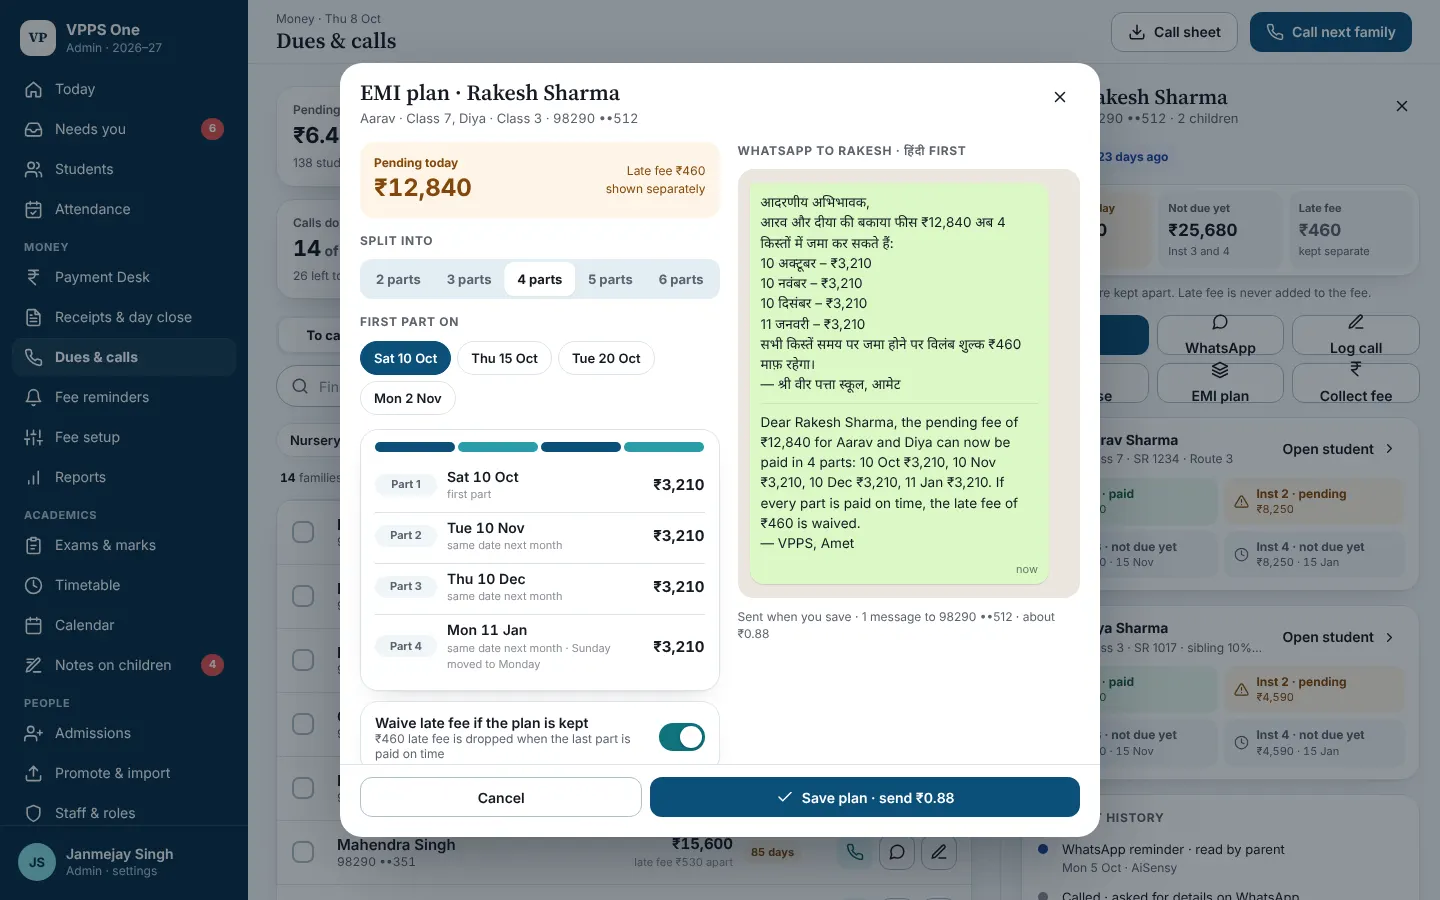 VP
VPPS One
Admin · 2026–27
Today
Needs you
6
Students
Attendance
MONEY
Payment Desk
Receipts & day close
Dues & calls
Fee reminders
Fee setup
Reports
ACADEMICS
Exams & marks
Timetable
Calendar
Notes on children
4
PEOPLE
Admissions
Promote & import
Staff & roles
JS
Janmejay Singh
Admin · settings
Money · Thu 8 Oct
Dues & calls
Call sheet
Call next family
Pending
₹6.4
138 stud
Calls do
14 of
26 left to
To ca
Fin
Nursery
14 families
EMI plan · Rakesh Sharma
Aarav · Class 7, Diya · Class 3 · 98290 ••512
Pending today
₹12,840
Late fee ₹460
shown separately
SPLIT INTO
2 parts
3 parts
4 parts
5 parts
6 parts
FIRST PART ON
Sat 10 Oct
Thu 15 Oct
Tue 20 Oct
Mon 2 Nov
Part 1
Sat 10 Oct
first part
₹3,210
Part 2
Tue 10 Nov
same date next month
₹3,210
Part 3
Thu 10 Dec
same date next month
₹3,210
Part 4
Mon 11 Jan
same date next month · Sunday
moved to Monday
₹3,210
Waive late fee if the plan is kept
₹460 late fee is dropped when the last part is
paid on time
WHATSAPP TO RAKESH · हिंदी FIRST
आदरणीय अभिभावक,
आरव और दीया की बकाया फीस ₹12,840 अब 4
किस्तों में जमा कर सकते हैं:
10 अक्टूबर – ₹3,210
10 नवंबर – ₹3,210
10 दिसंबर – ₹3,210
11 जनवरी – ₹3,210
सभी किस्तें समय पर जमा होने पर विलंब शुल्क ₹460
माफ़ रहेगा।
— श्री वीर पत्ता स्कूल, आमेट
Dear Rakesh Sharma, the pending fee of
₹12,840 for Aarav and Diya can now be
paid in 4 parts: 10 Oct ₹3,210, 10 Nov
₹3,210, 10 Dec ₹3,210, 11 Jan ₹3,210. If
every part is paid on time, the late fee of
₹460 is waived.
— VPPS, Amet
now
Sent when you save · 1 message to 98290 ••512 · about
₹0.88
Cancel
Save plan · send ₹0.88
Mahendra Singh
98290 ••351
₹15,600
late fee ₹530 apart
85 days
akesh Sharma
290 ••512 · 2 children
23 days ago
lay
0
Not due yet
₹25,680
Inst 3 and 4
Late fee
₹460
kept separate
re kept apart. Late fee is never added to the fee.
WhatsApp
Log call
se
EMI plan
Collect fee
rav Sharma
ss 7 · SR 1234 · Route 3
Open student
· paid
0
Inst 2 · pending
₹8,250
· not due yet
0 · 15 Nov
Inst 4 · not due yet
₹8,250 · 15 Jan
ya Sharma
ss 3 · SR 1017 · sibling 10%...
Open student
· paid
0
Inst 2 · pending
₹4,590
· not due yet
0 · 15 Nov
Inst 4 · not due yet
₹4,590 · 15 Jan
HISTORY
WhatsApp reminder · read by parent
Mon 5 Oct · AiSensy
Called · asked for details on WhatsApp